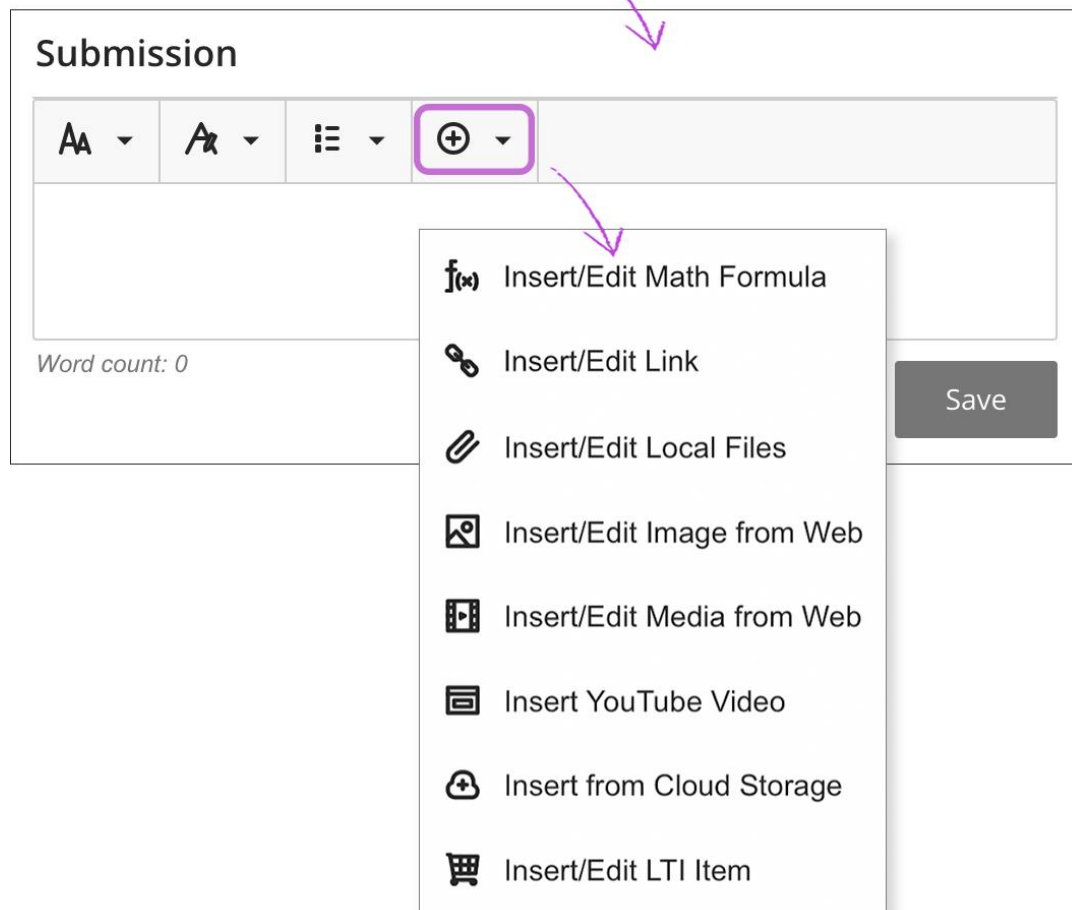 Submission
Word count: 0
Insert/Edit Math Formula
Insert/Edit Link
Save
Insert/Edit Local Files
Insert/Edit Image from Web
Insert/Edit Media from Web
Insert YouTube Video
Insert from Cloud Storage
Insert/Edit LTI Item